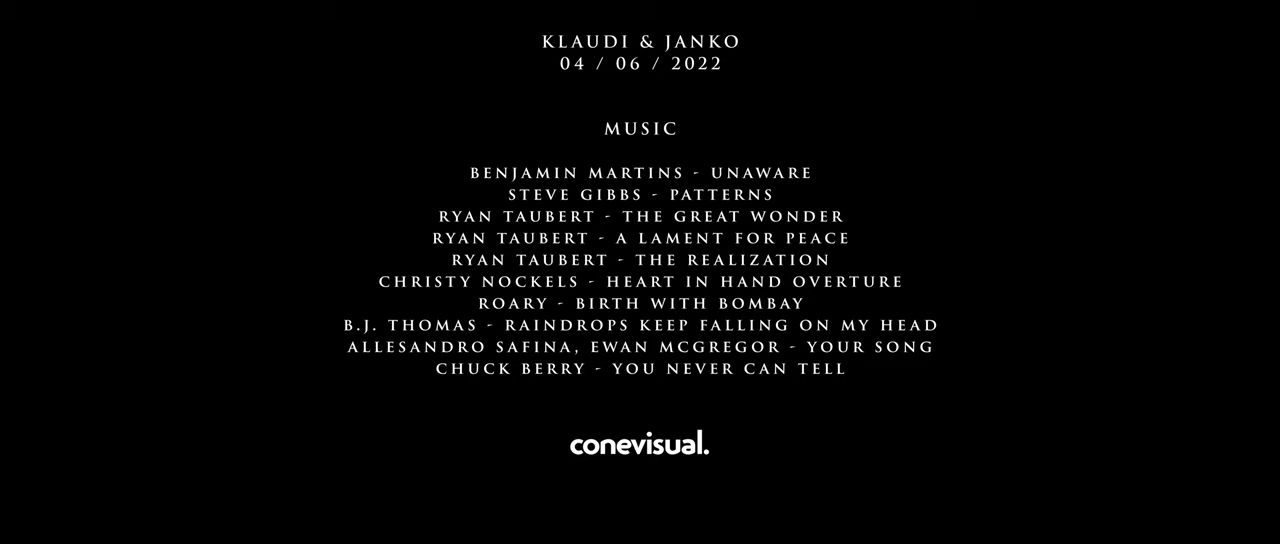 KLAUDI & JANKO
04 / 06 / 2022
MUSIC
BENJAMIN MARTINS - UNAWARE
STEVE GIBBS - PATTERNS
RYAN TAUBERT - THE GREAT WONDER
RYAN TAUBERT - A LAMENT FOR PEACE
RYAN TAUBERT - THE REALIZATION
CHRISTY NOCKELS - HEART IN HAND OVERTURE
ROARY - BIRTH WITH BOMBAY
B.J. THOMAS - RAINDROPS KEEP FALLING ON MY HEAD
ALLESANDRO SAFINA, EWAN MCGREGOR - YOUR SONG
CHUCK BERRY - YOU NEVER CAN TELL
conevisual.